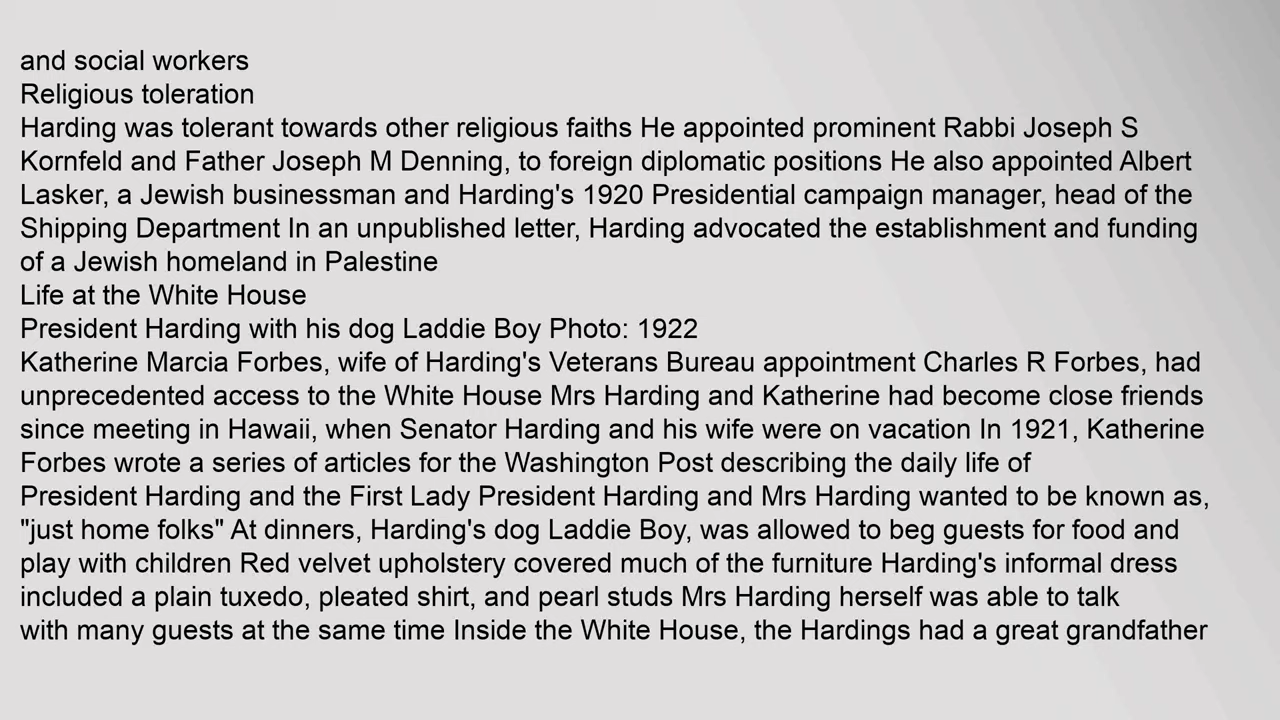 and social workers
Religious toleration
Harding was tolerant towards other religious faiths He appointed prominent Rabbi Joseph S
Kornfeld and Father Joseph M Denning, to foreign diplomatic positions He also appointed Albert
Lasker, a Jewish businessman and Harding's 1920 Presidential campaign manager, head of the
Shipping Department In an unpublished letter, Harding advocated the establishment and funding
of a Jewish homeland in Palestine
Life at the White House
President Harding with his dog Laddie Boy Photo: 1922
Katherine Marcia Forbes, wife of Harding's Veterans Bureau appointment Charles R Forbes, had
unprecedented access to the White House Mrs Harding and Katherine had become close friends
since meeting in Hawaii, when Senator Harding and his wife were on vacation In 1921, Katherine
Forbes wrote a series of articles for the Washington Post describing the daily life of
President Harding and the First Lady President Harding and Mrs Harding wanted to be known as,
"just home folks" At dinners, Harding's dog Laddie Boy, was allowed to beg guests for food and
play with children Red velvet upholstery covered much of the furniture Harding's informal dress
included a plain tuxedo, pleated shirt, and pearl studs Mrs Harding herself was able to talk
with many guests at the same time Inside the White House, the Hardings had a great grandfather